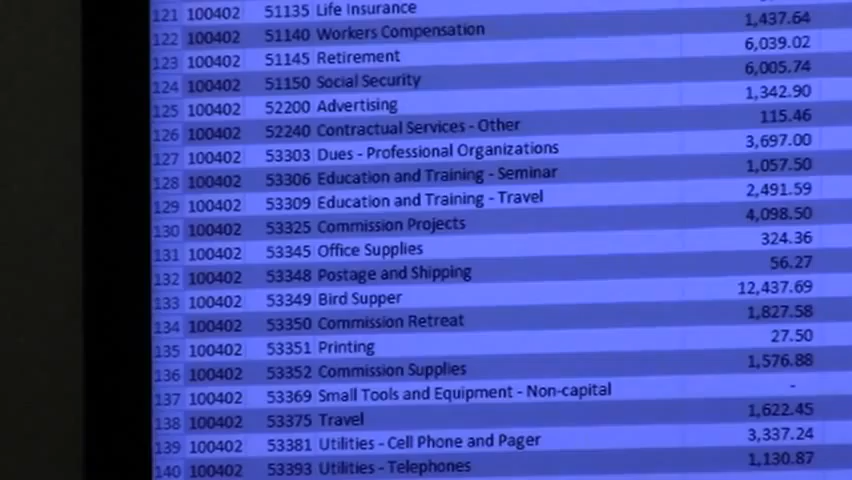 121 100402 51135 Life Insurance
122 100402 51140 Workers Compensation 1,437.64
123 100402 51145 Retirement 6,039.02
124 100402 51150 Social Security 6,005.74
125 100402 52200 Advertising 1,342.90
126 100402 52240 Contractual Services - Other 115.46
127 100402 53303 Dues - Professional Organizations 3,697.00
128 100402 53306 Education and Training - Seminar 1,057.50
129 100402 53309 Education and Training - Travel 2,491.59
130 100402 53325 Commission Projects 4,098.50
131 100402 53345 Office Supplies 324.36
132 100402 53348 Postage and Shipping 56.27
133 100402 53349 Bird Supper 12,437.69
134 100402 53350 Commission Retreat 1,827.58
135 100402 53351 Printing 27.50
136 100402 53352 Commission Supplies 1,576.88
137 100402 53369 Small Tools and Equipment - Non-capital -
138 100402 53375 Travel 1,622.45
139 100402 53381 Utilities - Cell Phone and Pager 3,337.24
140 100402 53393 Utilities - Telephones 1,130.87